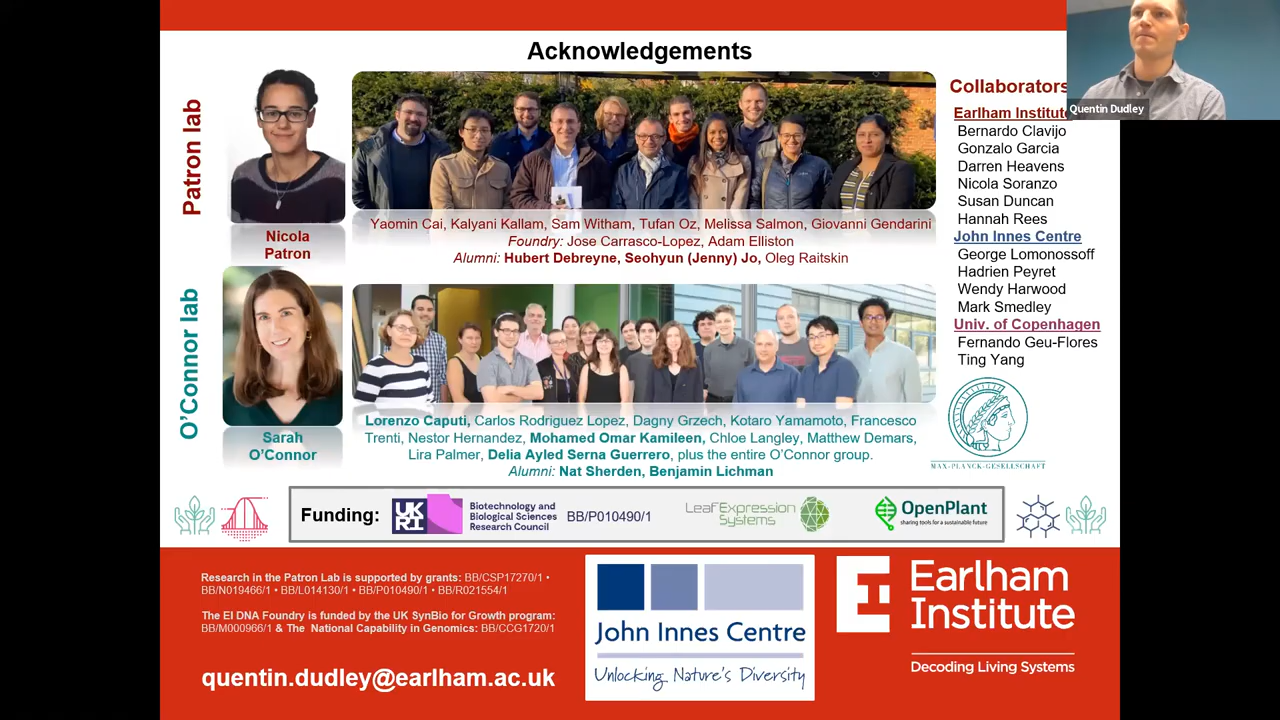 Acknowledgements
Patron lab
Nicola
Patron
Yaomin Cai, Kalyani Kallam, Sam Witham, Tufan Oz, Melissa Salmon, Giovanni Gendarini
Foundry: Jose Carrasco-Lopez, Adam Elliston
Alumni: Hubert Debreyne, Seohyun (Jenny) Jo, Oleg Raitskin
O'Connor lab
Sarah
O'Connor
Lorenzo Caputi, Carlos Rodriguez Lopez, Dagny Grzech, Kotaro Yamamoto, Francesco
Trenti, Nestor Hernandez, Mohamed Omar Kamileen, Chloe Langley, Matthew Demars,
Lira Palmer, Delia Ayled Serna Guerrero, plus the entire O'Connor group.
Alumni: Nat Sherden, Benjamin Lichman
Collaborators
Earlham Institute
Bernardo Clavijo
Gonzalo Garcia
Darren Heavens
Nicola Soranzo
Susan Duncan
Hannah Rees
John Innes Centre
George Lomonossoff
Hadrien Peyret
Wendy Harwood
Mark Smedley
Univ. of Copenhagen
Fernando Geu-Flores
Ting Yang
MAX-PLANCK-GESELLSCHAFT
Quentin Dudley
Funding:
UKRI
Biotechnology and
Biological Sciences
Research Council
BB/P010490/1
Leaf Expression
Systems
OpenPlant
sharing tools for a sustainable future
Research in the Patron Lab is supported by grants: BB/CSP17270/1 •
BB/N019466/1 • BB/L014130/1 • BB/P010490/1 • BB/R021554/1
The EI DNA Foundry is funded by the UK SynBio for Growth program:
BB/M000966/1 & The National Capability in Genomics: BB/CCG1720/1
quentin.dudley@earlham.ac.uk
John Innes Centre
Unlocking Nature's Diversity
Earlham
Institute
Decoding Living Systems